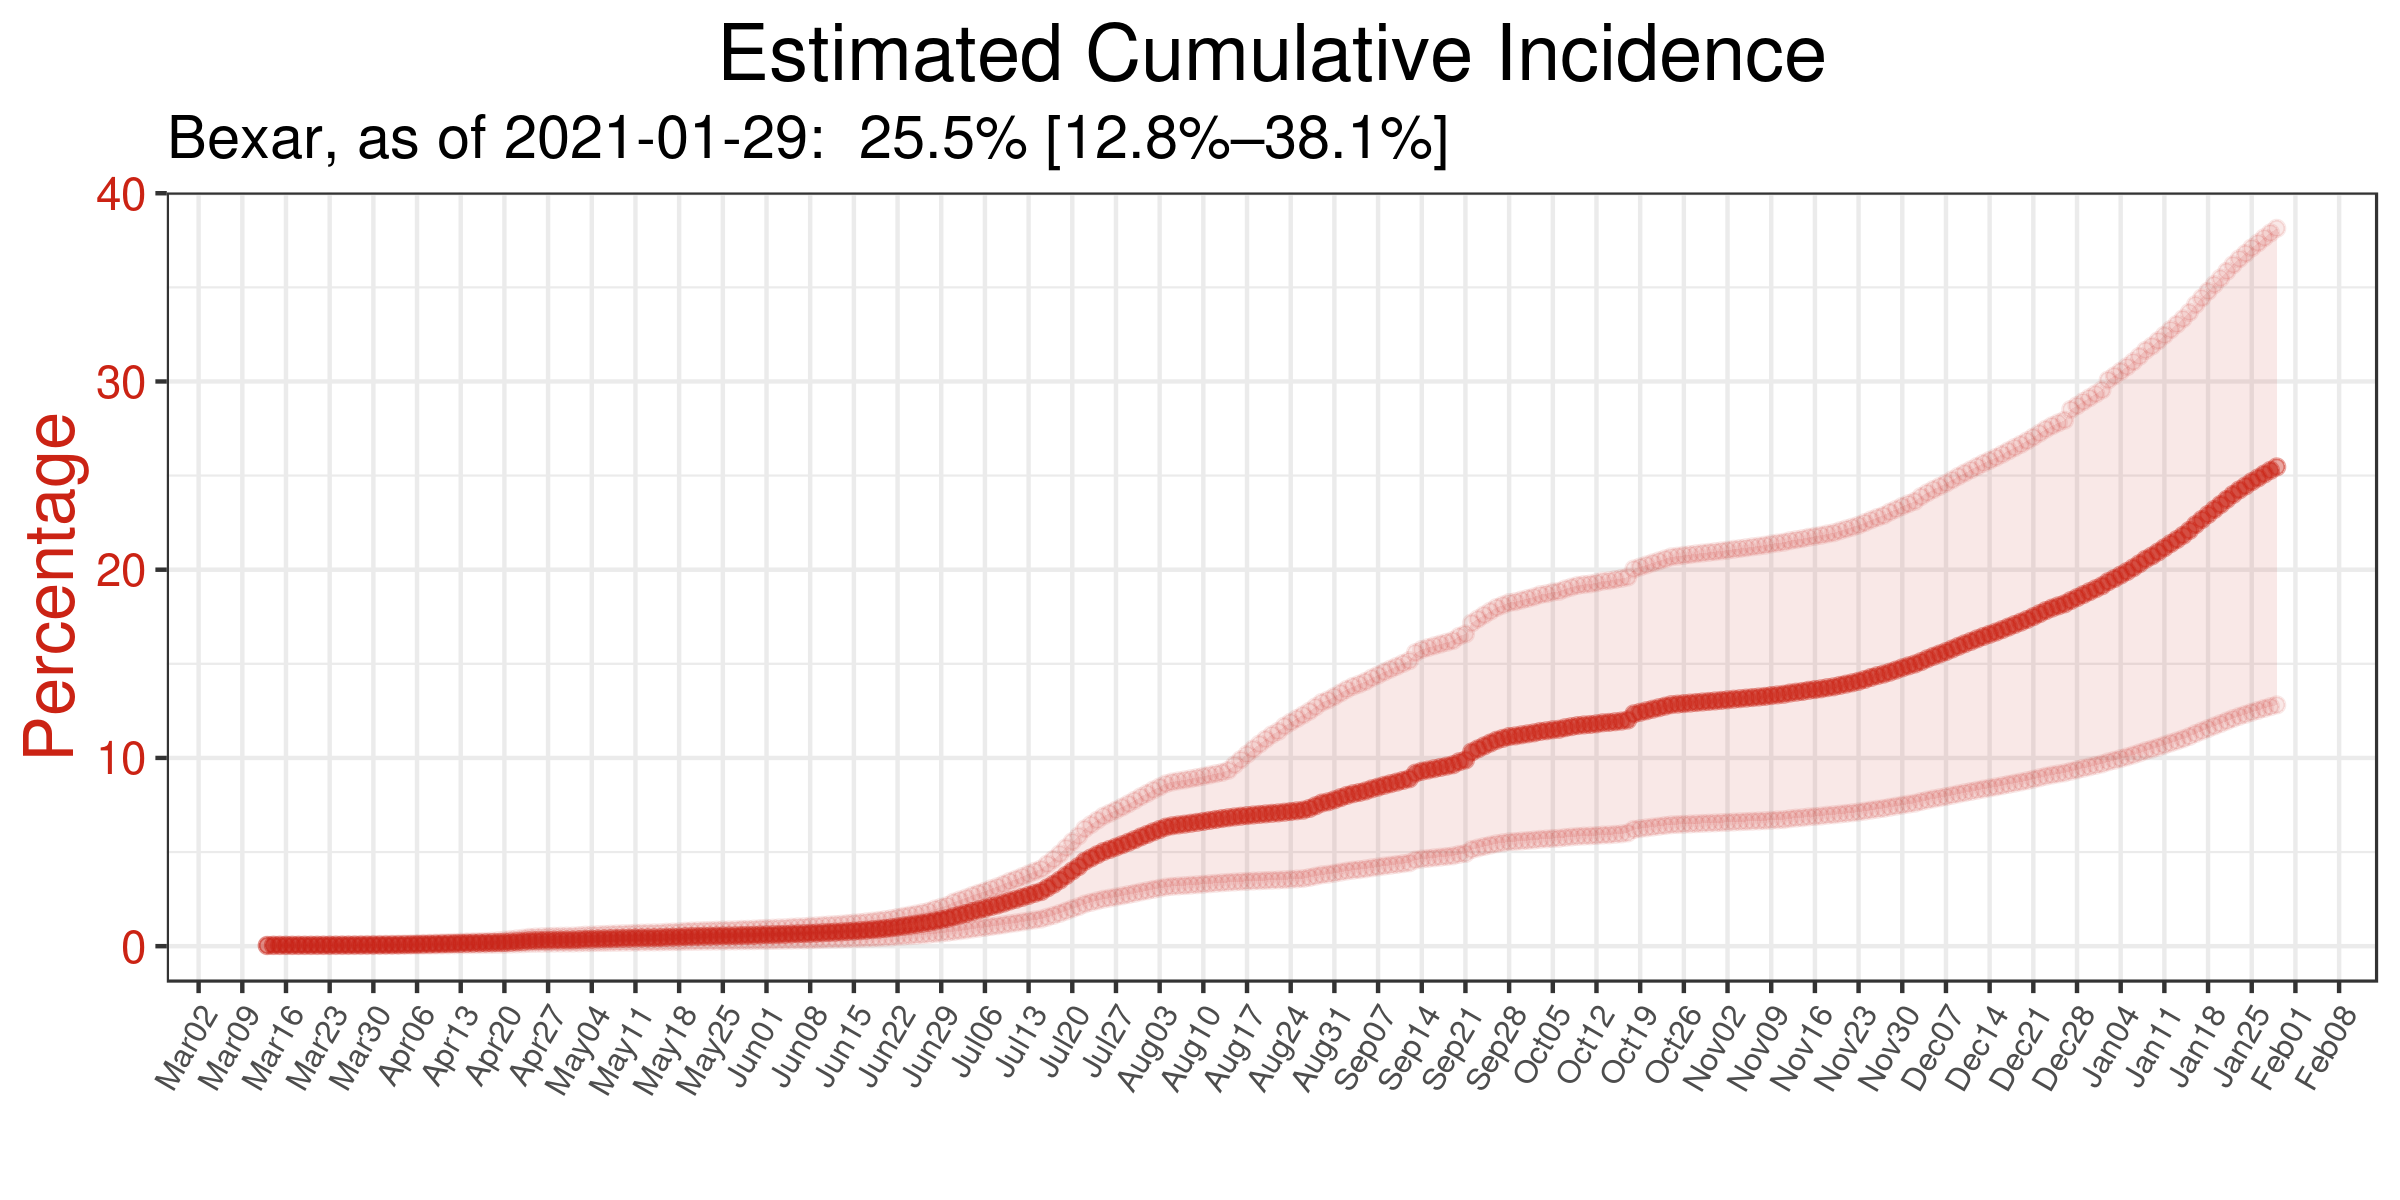 Estimated Cumulative Incidence
Bexar, as of 2021-01-29:  25.5% [12.8%–38.1%]
Percentage
40
30
20
10
0
Mar02
Mar09
Mar16
Mar23
Mar30
Apr06
Apr13
Apr20
Apr27
May04
May11
May18
May25
Jun01
Jun08
Jun15
Jun22
Jun29
Jul06
Jul13
Jul20
Jul27
Aug03
Aug10
Aug17
Aug24
Aug31
Sep07
Sep14
Sep21
Sep28
Oct05
Oct12
Oct19
Oct26
Nov02
Nov09
Nov16
Nov23
Nov30
Dec07
Dec14
Dec21
Dec28
Jan04
Jan11
Jan18
Jan25
Feb01
Feb08